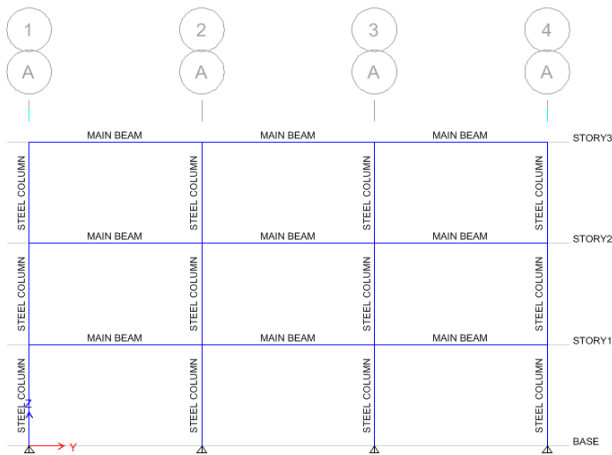 1 2 3 4
A A A A
MAIN BEAM MAIN BEAM MAIN BEAM STORY3
STEEL COLUMN STEEL COLUMN STEEL COLUMN STEEL COLUMN
MAIN BEAM MAIN BEAM MAIN BEAM STORY2
STEEL COLUMN STEEL COLUMN STEEL COLUMN STEEL COLUMN
MAIN BEAM MAIN BEAM MAIN BEAM STORY1
STEEL COLUMN STEEL COLUMN STEEL COLUMN STEEL COLUMN
Z
Y BASE